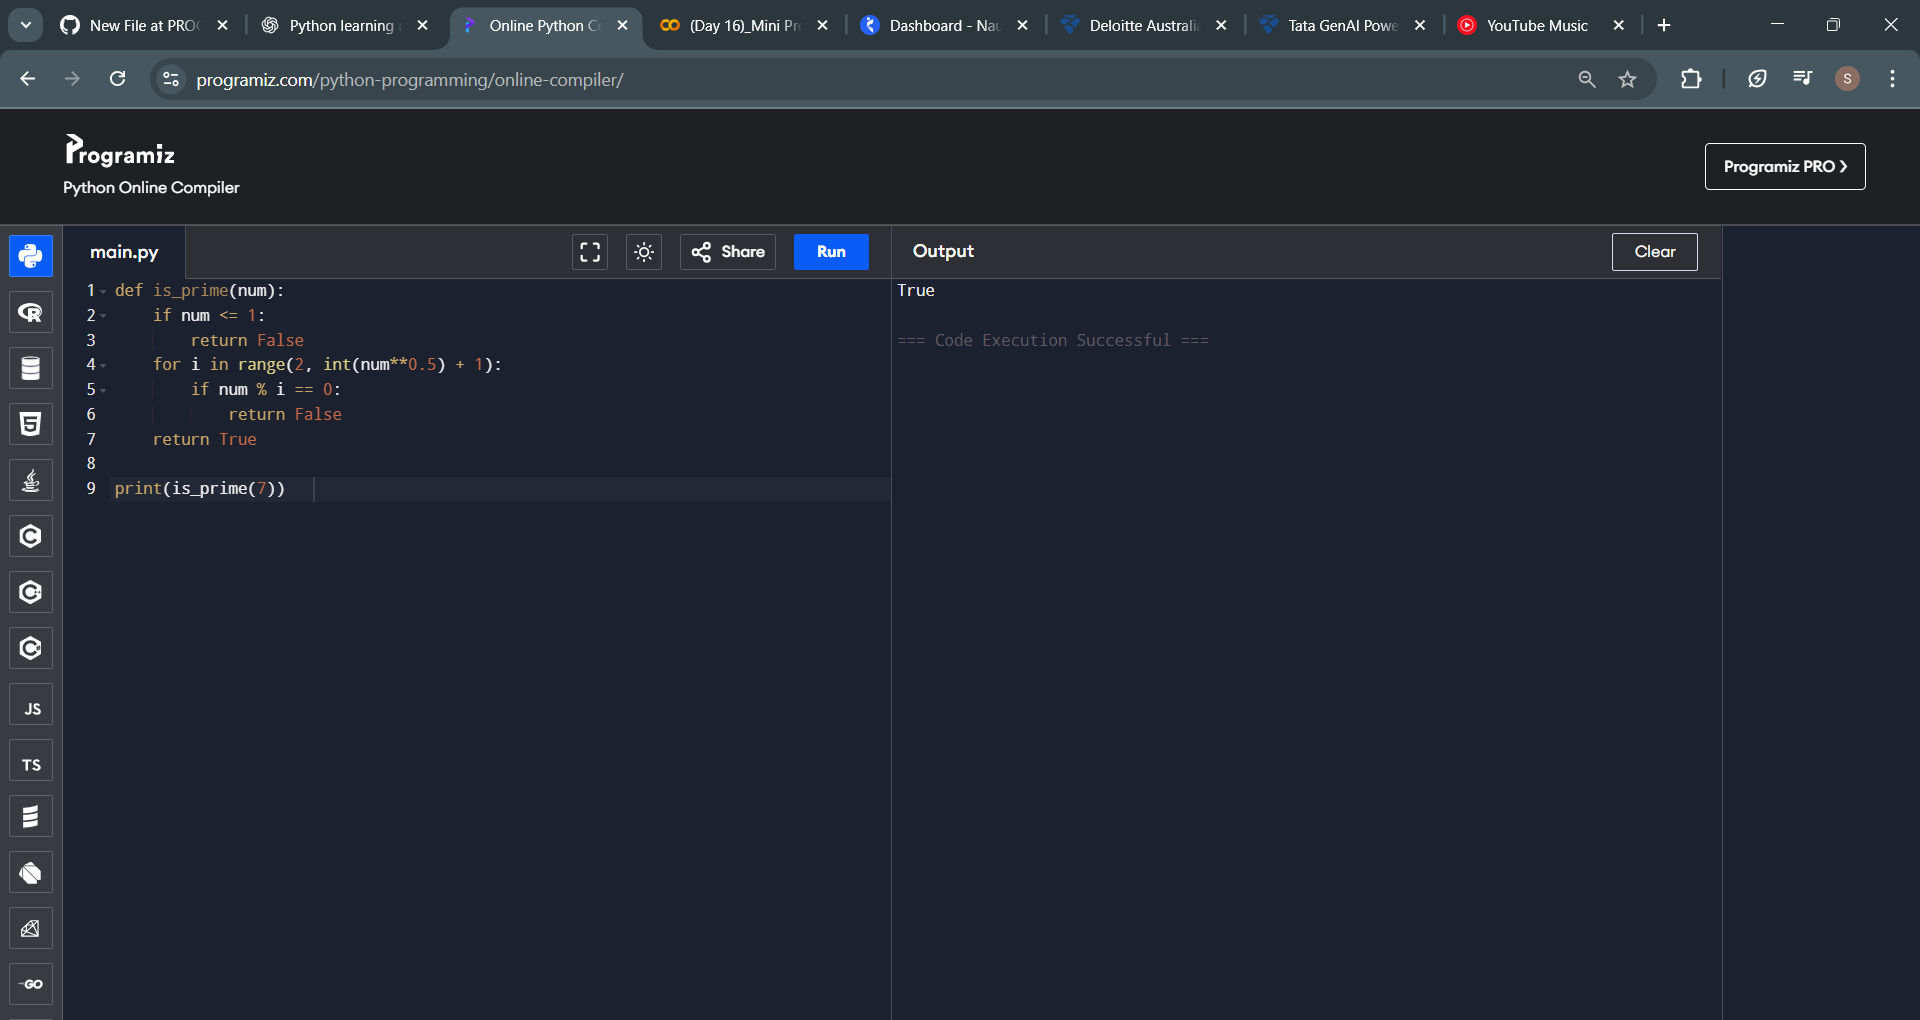 New File at PRO
Python learning
Online Python C
(Day 16)_Mini Pr
Dashboard - Nau
Deloitte Australi
Tata GenAI Powe
YouTube Music
programiz.com/python-programming/online-compiler/
S
Programiz
Python Online Compiler
Programiz PRO ❯
main.py
Share
Run
Output
Clear
1 def is_prime(num):
2     if num <= 1:
3         return False
4     for i in range(2, int(num**0.5) + 1):
5         if num % i == 0:
6             return False
7     return True
8
9 print(is_prime(7))
True
=== Code Execution Successful ===
R
5
C
C
C
JS
TS
GO